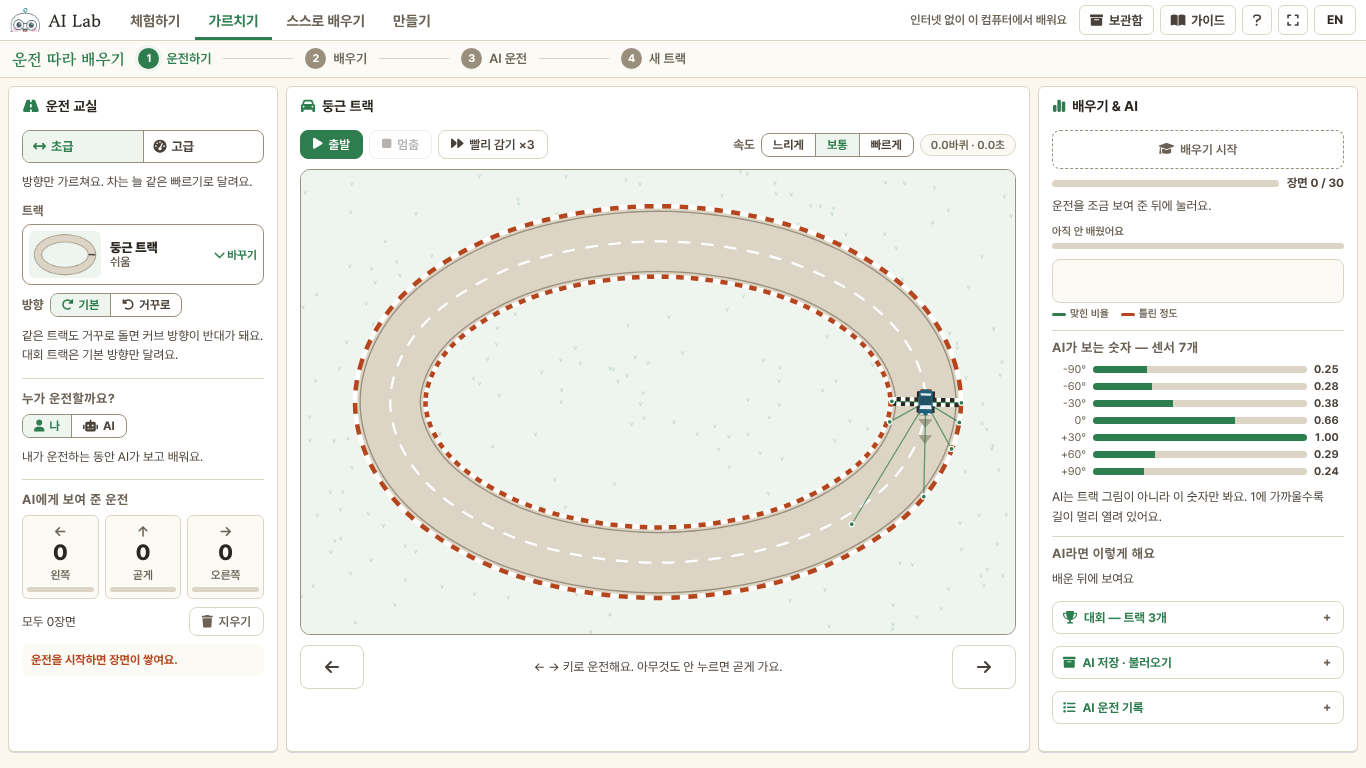 AI Lab
체험하기
가르치기
스스로 배우기
만들기
인터넷 없이 이 컴퓨터에서 배워요
보관함
가이드
?
EN
운전 따라 배우기
1 운전하기
2 배우기
3 AI 운전
4 새 트랙
운전 교실
초급
고급
방향만 가르쳐요. 차는 늘 같은 빠르기로 달려요.
트랙
둥근 트랙
쉬움
바꾸기
방향
기본
거꾸로
같은 트랙도 거꾸로 돌면 커브 방향이 반대가 돼요.
대회 트랙은 기본 방향만 달려요.
누가 운전할까요?
나
AI
내가 운전하는 동안 AI가 보고 배워요.
AI에게 보여 준 운전
← ↑ →
0 0 0
왼쪽 곧게 오른쪽
모두 0장면
지우기
운전을 시작하면 장면이 쌓여요.
둥근 트랙
출발
멈춤
빨리 감기 ×3
속도
느리게
보통
빠르게
0.0바퀴 · 0.0초
← → 키로 운전해요. 아무것도 안 누르면 곧게 가요.
배우기 & AI
배우기 시작
장면 0 / 30
운전을 조금 보여 준 뒤에 눌러요.
아직 안 배웠어요
맞힌 비율
틀린 정도
AI가 보는 숫자 — 센서 7개
-90° 0.25
-60° 0.28
-30° 0.38
0° 0.66
+30° 1.00
+60° 0.29
+90° 0.24
AI는 트랙 그림이 아니라 이 숫자만 봐요. 1에 가까울수록
길이 멀리 열려 있어요.
AI라면 이렇게 해요
배운 뒤에 보여요
대회 — 트랙 3개 +
AI 저장 · 불러오기 +
AI 운전 기록 +